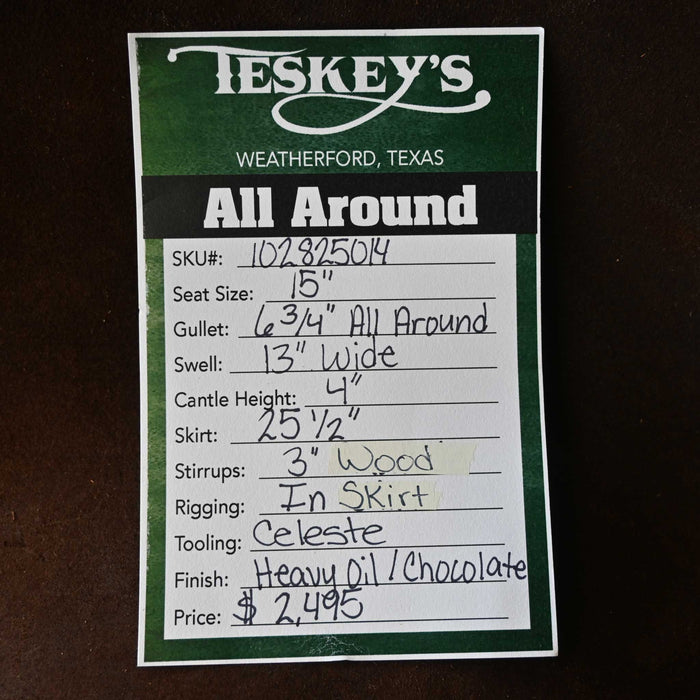 TESKEY'S
WEATHERFORD, TEXAS
All Around
SKU#: 102825014
Seat Size: 15"
Gullet: 6 3/4" All Around
Swell: 13" Wide
Cantle Height: 4"
Skirt: 25 1/2"
Stirrups: 3" Wood
Rigging: In Skirt
Tooling: Celeste
Finish: Heavy Oil / Chocolate
Price: $ 2,495